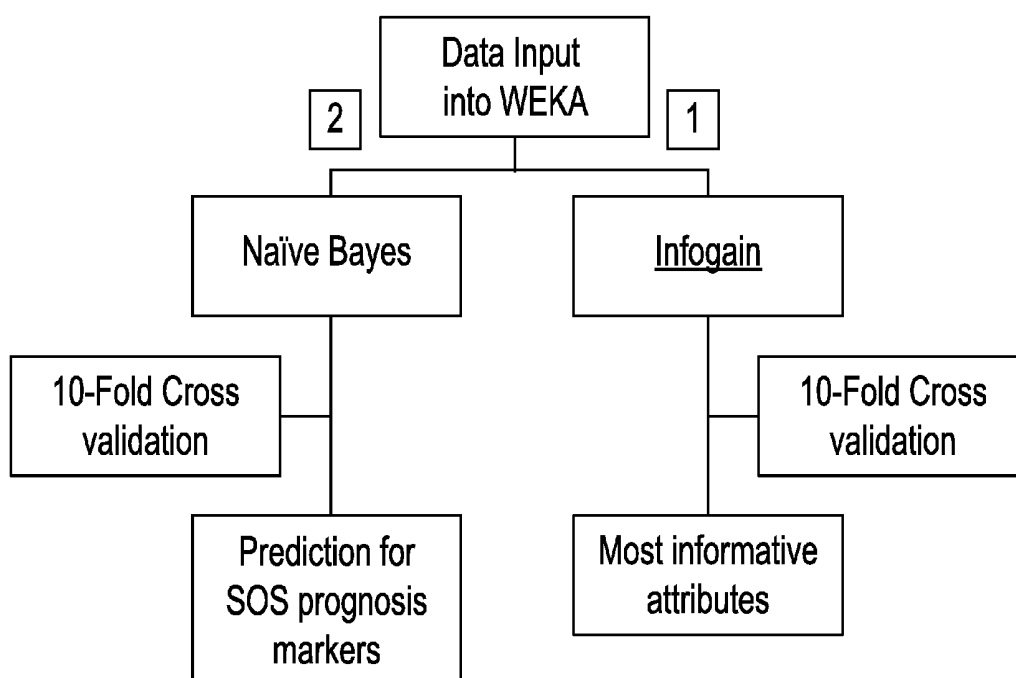 Data Input
into WEKA
2
1
Naïve Bayes
Infogain
10-Fold Cross
validation
10-Fold Cross
validation
Prediction for
SOS prognosis
markers
Most informative
attributes